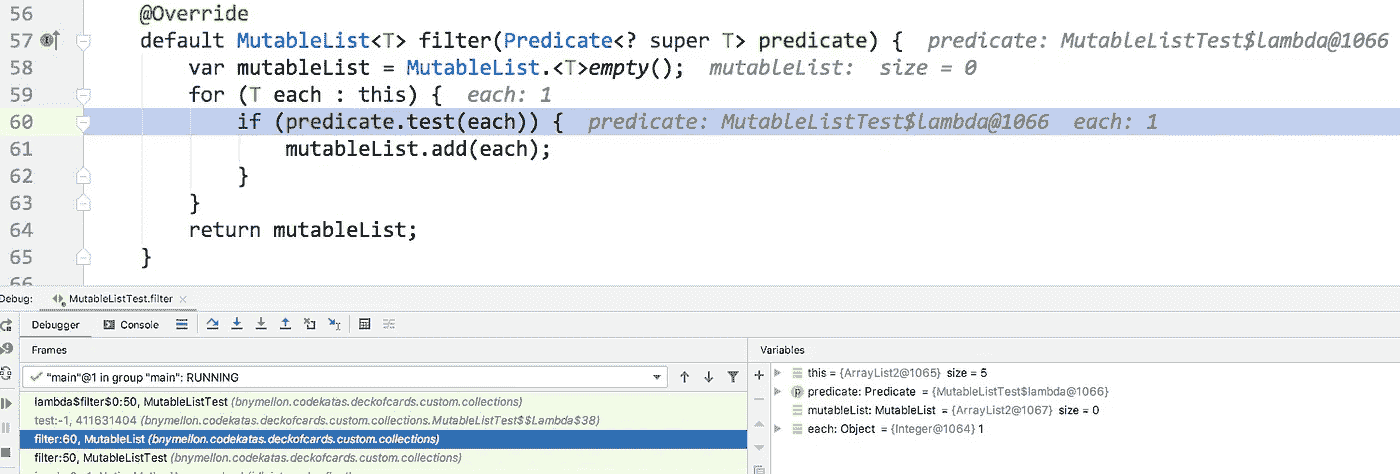 56 @Override
57 default MutableList<T> filter(Predicate<? super T> predicate) { predicate: MutableListTest$lambda@1066
58 var mutableList = MutableList.<T>empty(); mutableList: size = 0
59 for (T each : this) { each: 1
60 if (predicate.test(each)) { predicate: MutableListTest$lambda@1066 each: 1
61 mutableList.add(each);
62 }
63 }
64 return mutableList;
65 }
66
Debug: MutableListTest.filter
Debugger Console
Frames Variables
"main"@1 in group "main": RUNNING
lambda$filter$0:50, MutableListTest (bnymellon.codekatas.deckofcards.custom.collections)
test:-1, 411631404 (bnymellon.codekatas.deckofcards.custom.collections.MutableListTest$$Lambda$38)
filter:60, MutableList (bnymellon.codekatas.deckofcards.custom.collections)
filter:50, MutableListTest (bnymellon.codekatas.deckofcards.custom.collections)
this = {ArrayList2@1065} size = 5
predicate: Predicate = {MutableListTest$lambda@1066}
mutableList: MutableList = {ArrayList2@1067} size = 0
each: Object = {Integer@1064} 1